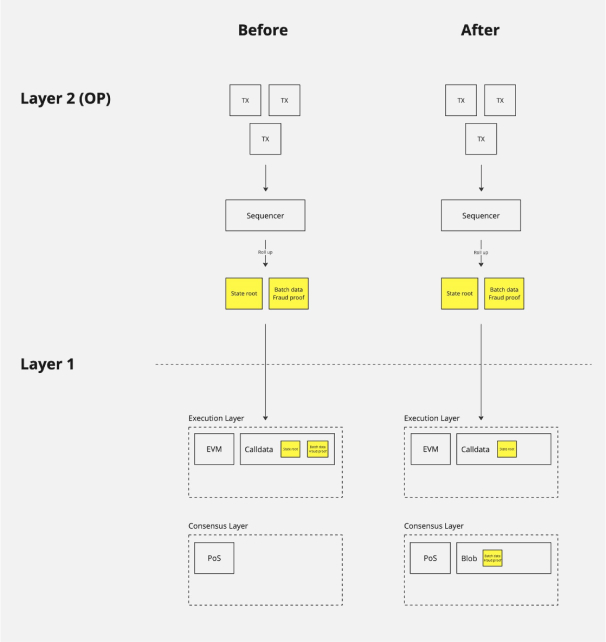 Before
After
Layer 2 (OP)
TX
TX
TX
TX
TX
TX
Sequencer
Sequencer
Roll up
Roll up
State root
Batch data
Fraud proof
State root
Batch data
Fraud proof
Layer 1
Execution Layer
Execution Layer
EVM
Calldata
State root
Batch data
Fraud proof
EVM
Calldata
State root
Consensus Layer
Consensus Layer
PoS
PoS
Blob
Batch data
Fraud proof